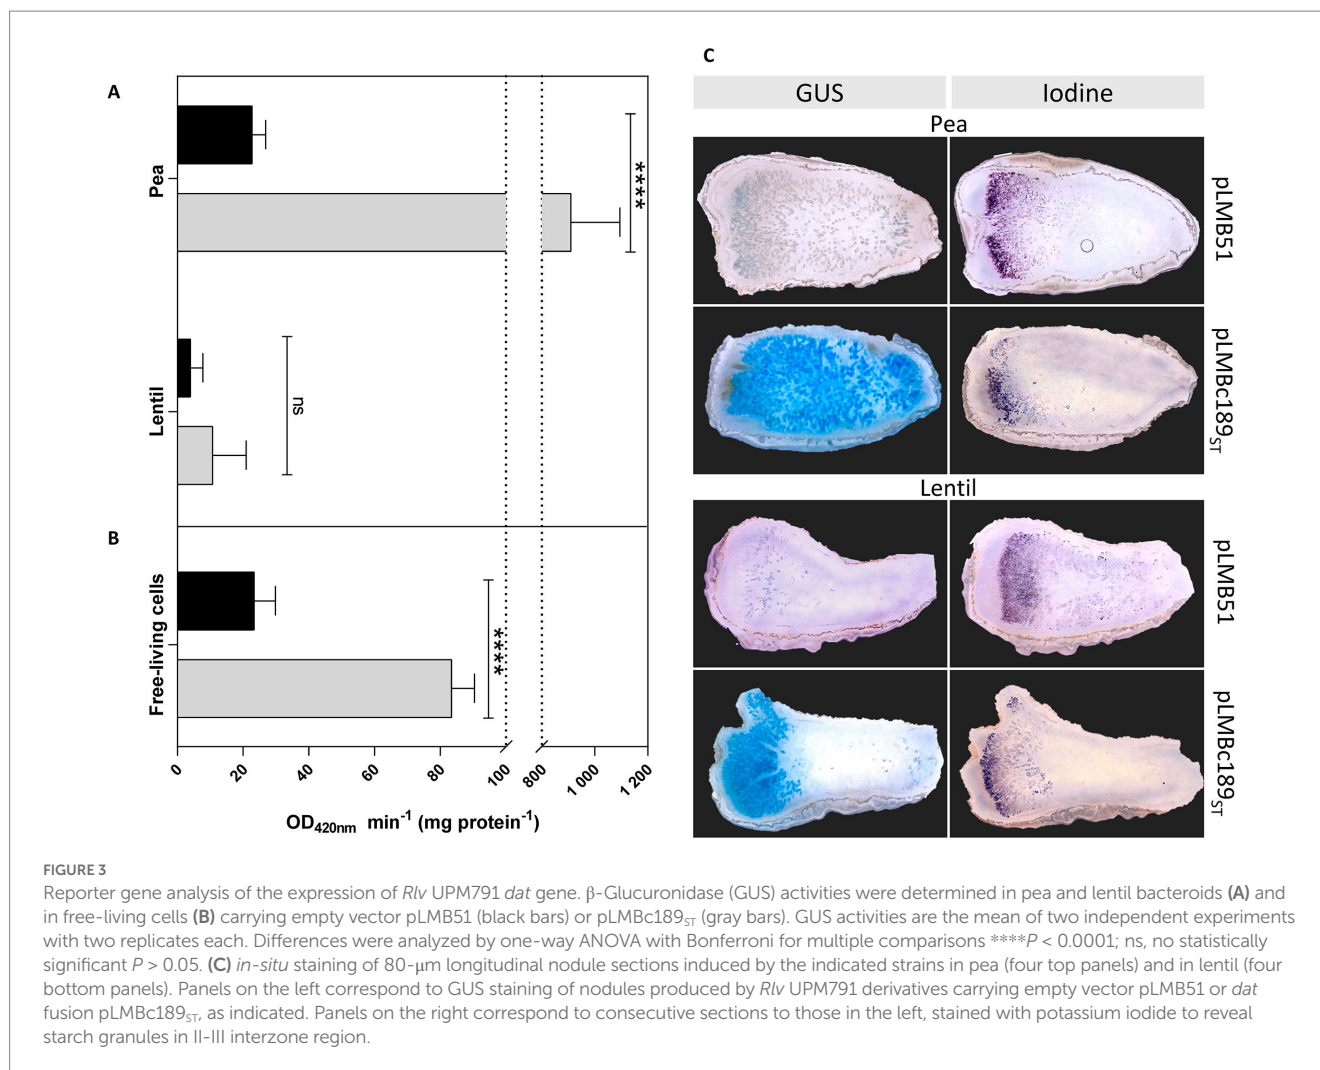 A
Pea
****
Lentil
ns
B
Free-living cells
****
0 20 40 60 80 100 800 1 000 1 200
OD420nm min-1 (mg protein-1)
C
GUS Iodine
Pea
pLMB51
pLMBc189ST
Lentil
pLMB51
pLMBc189ST
FIGURE 3
Reporter gene analysis of the expression of Rlv UPM791 dat gene. β-Glucuronidase (GUS) activities were determined in pea and lentil bacteroids (A) and
in free-living cells (B) carrying empty vector pLMB51 (black bars) or pLMBc189ST (gray bars). GUS activities are the mean of two independent experiments
with two replicates each. Differences were analyzed by one-way ANOVA with Bonferroni for multiple comparisons ****P < 0.0001; ns, no statistically
significant P > 0.05. (C) in-situ staining of 80-μm longitudinal nodule sections induced by the indicated strains in pea (four top panels) and in lentil (four
bottom panels). Panels on the left correspond to GUS staining of nodules produced by Rlv UPM791 derivatives carrying empty vector pLMB51 or dat
fusion pLMBc189ST, as indicated. Panels on the right correspond to consecutive sections to those in the left, stained with potassium iodide to reveal
starch granules in II-III interzone region.